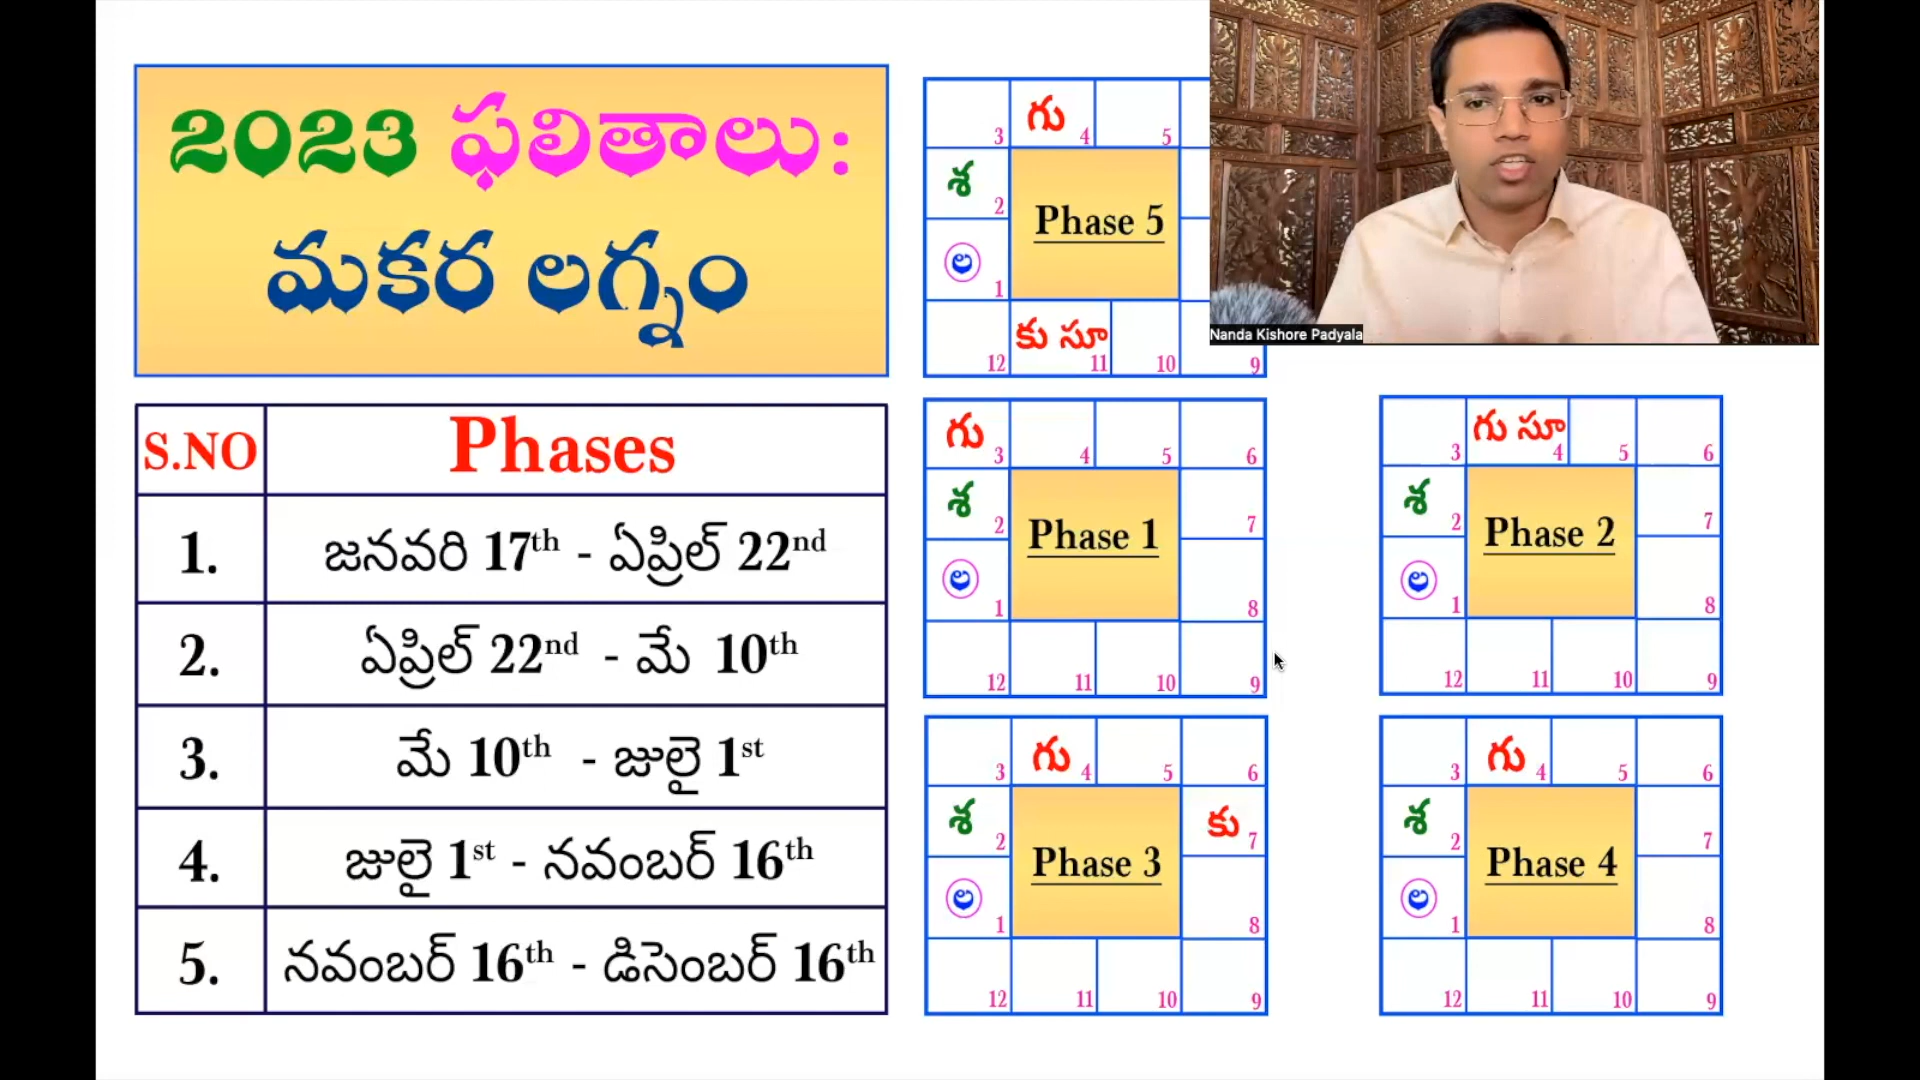 2023 ఫలితాలు:
మకర లగ్నం
S.NO Phases
1. జనవరి 17th - ఏప్రిల్ 22nd
2. ఏప్రిల్ 22nd - మే 10th
3. మే 10th - జులై 1st
4. జులై 1st - నవంబర్ 16th
5. నవంబర్ 16th - డిసెంబర్ 16th
3 గు 4 5
శ 2
Phase 5
ల 1
12 కు సూ 11 10 9
Nanda Kishore Padyala
గు 3 4 5 6
శ 2 7
Phase 1
ల 1 8
12 11 10 9
3 గు సూ 4 5 6
శ 2 7
Phase 2
ల 1 8
12 11 10 9
3 గు 4 5 6
శ 2 కు 7
Phase 3
ల 1 8
12 11 10 9
3 గు 4 5 6
శ 2 7
Phase 4
ల 1 8
12 11 10 9